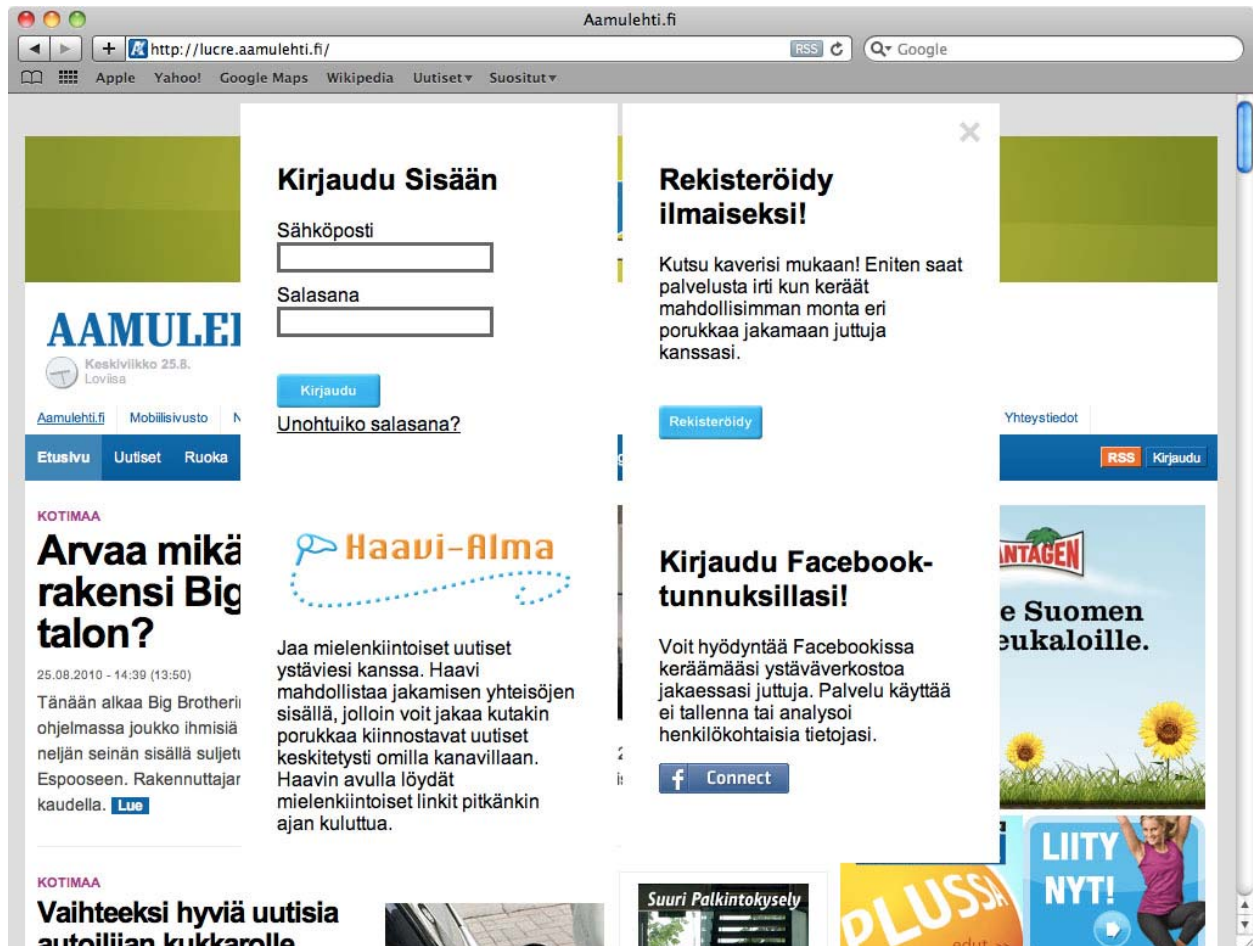 Aamulehti.fi
http://lucre.aamulehti.fi/
RSS
Google
Apple Yahoo! Google Maps Wikipedia Uutiset Suositut
Kirjaudu Sisään
Sähköposti
Salasana
Kirjaudu
Unohtuiko salasana?
Rekisteröidy
ilmaiseksi!
Kutsu kaverisi mukaan! Eniten saat
palvelusta irti kun keräät
mahdollisimman monta eri
porukkaa jakamaan juttuja
kanssasi.
Rekisteröidy
AAMULEH
Keskiviikko 25.8.
Loviisa
Aamulehti.fi Mobiilisivusto N
Yhteystiedot
Etusivu Uutiset Ruoka
RSS Kirjaudu
KOTIMAA
Arvaa mikä
rakensi Big
talon?
25.08.2010 - 14:39 (13:50)
Tänään alkaa Big Brotherin
ohjelmassa joukko ihmisiä
neljän seinän sisällä suljetu
Espooseen. Rakennuttajan
kaudella. Lue
Haavi-Alma
Jaa mielenkiintoiset uutiset
ystäviesi kanssa. Haavi
mahdollistaa jakamisen yhteisöjen
sisällä, jolloin voit jakaa kutakin
porukkaa kiinnostavat uutiset
keskitetysti omilla kanavillaan.
Haavin avulla löydät
mielenkiintoiset linkit pitkänkin
ajan kuluttua.
Kirjaudu Facebook-
tunnuksillasi!
Voit hyödyntää Facebookissa
keräämääsi ystäväverkostoa
jakaessasi juttuja. Palvelu käyttää
ei tallenna tai analysoi
henkilökohtaisia tietojasi.
f Connect
ANTAGEN
e Suomen
eukaloille.
KOTIMAA
Vaihteeksi hyviä uutisia
autoilijan kukkarolle
Suuri Palkintokysely
PLUSSA
edut >>
LIITY
NYT!